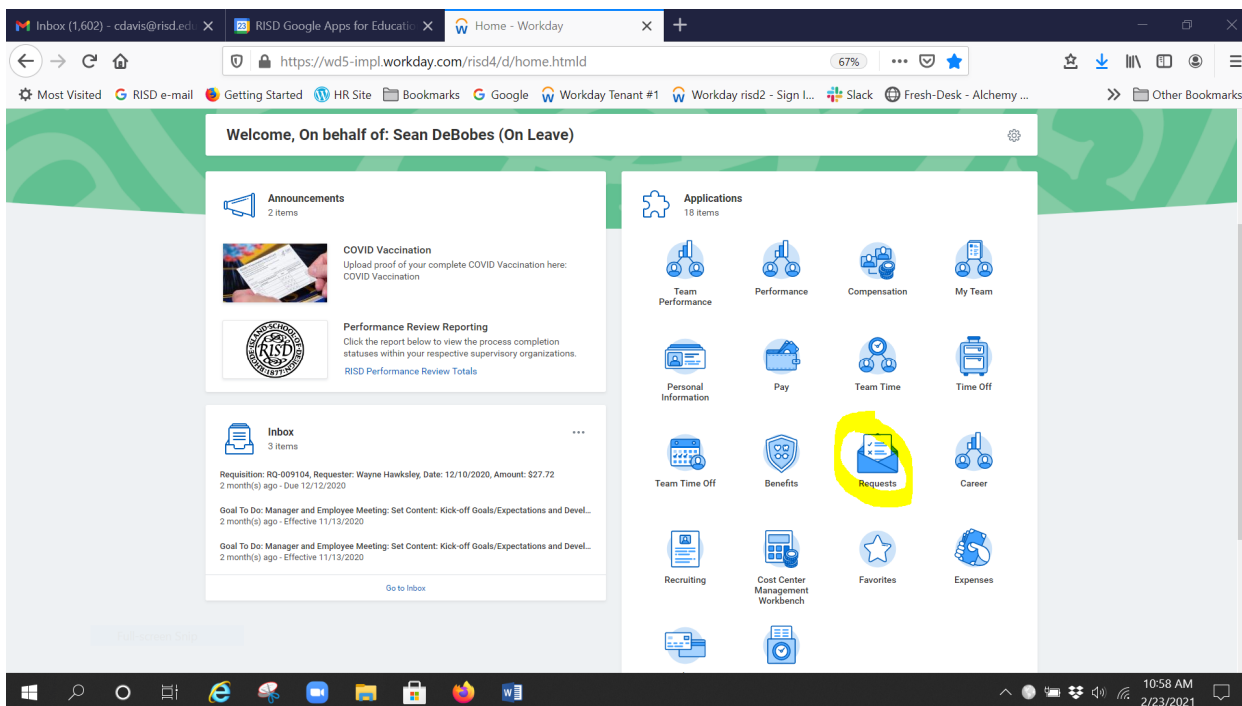 Inbox (1,602) - cdavis@risd.edu
RISD Google Apps for Educatio
Home - Workday
https://wd5-impl.workday.com/risd4/d/home.htmld
67%
Most Visited
RISD e-mail
Getting Started
HR Site
Bookmarks
Google
Workday Tenant #1
Workday risd2 - Sign I...
Slack
Fresh-Desk - Alchemy ...
Other Bookmarks
Welcome, On behalf of: Sean DeBobes (On Leave)
Announcements
2 items
COVID Vaccination
Upload proof of your complete COVID Vaccination here:
COVID Vaccination
Performance Review Reporting
Click the report below to view the process completion
statuses within your respective supervisory organizations.
RISD Performance Review Totals
RISD
1877
Inbox
3 items
Requisition: RQ-009104, Requester: Wayne Hawksley, Date: 12/10/2020, Amount: $27.72
2 month(s) ago - Due 12/12/2020
Goal To Do: Manager and Employee Meeting: Set Content: Kick-off Goals/Expectations and Devel...
2 month(s) ago - Effective 11/13/2020
Goal To Do: Manager and Employee Meeting: Set Content: Kick-off Goals/Expectations and Devel...
2 month(s) ago - Effective 11/13/2020
Go to Inbox
Applications
18 items
Team
Performance
Performance
Compensation
My Team
Personal
Information
Pay
Team Time
Time Off
Team Time Off
Benefits
Requests
Career
Recruiting
Cost Center
Management
Workbench
Favorites
Expenses
10:58 AM
2/23/2021